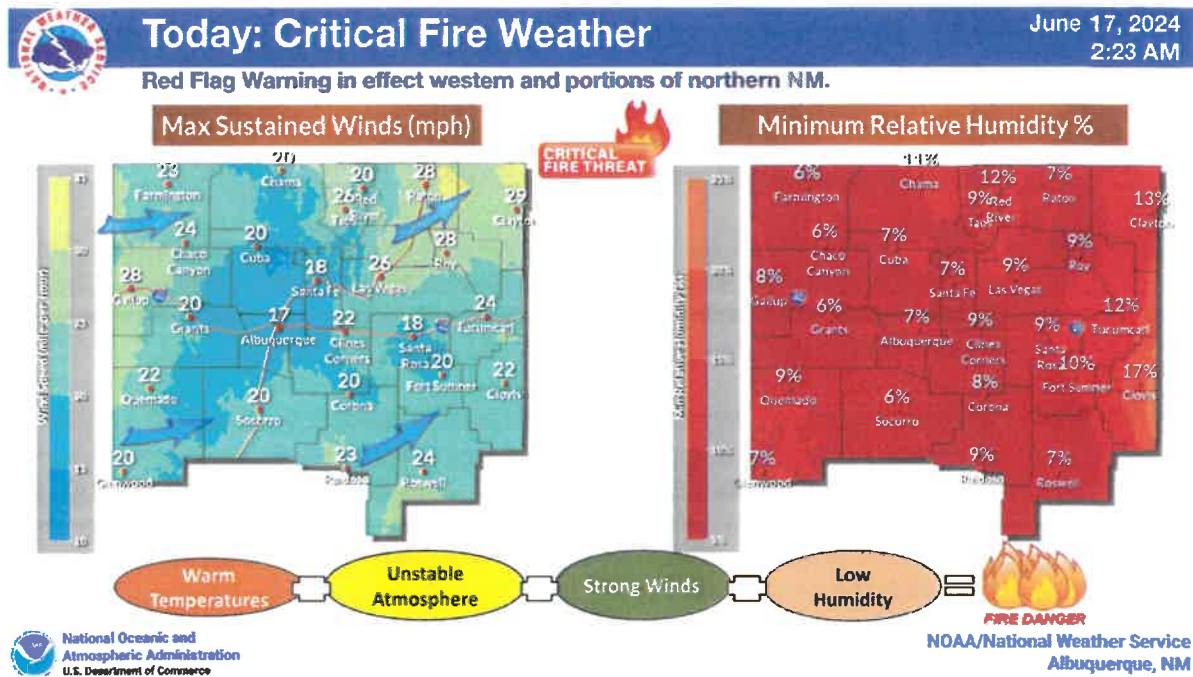 Today: Critical Fire Weather
June 17, 2024
2:23 AM
Red Flag Warning in effect western and portions of northern NM.
Max Sustained Winds (mph)
CRITICAL
FIRE THREAT
Minimum Relative Humidity %
23
Farmington
20
Chama
20
Red
26
28
Raton
29
Clayton
24
Chaco
Canyon
20
Cuba
28
Roy
28
Gallup
18
Santa Fe
26
Las Vegas
20
Grants
17
Albuquerque
22
Clines
Corners
18
Santa
Rosa
24
Tucumcari
22
Quemado
20
Socorro
20
Corona
20
Fort Sumner
22
Clovis
20
Glenwood
23
Ruidoso
24
Roswell
6%
Farmington
11%
Chama
12%
Red
River
9%
Taos
7%
Raton
13%
Clayton
6%
Chaco
Canyon
7%
Cuba
9%
Roy
8%
Gallup
7%
Santa Fe
9%
Las Vegas
6%
Grants
7%
Albuquerque
9%
Clines
Corners
9%
Santa
Rosa
12%
Tucumcari
9%
Quemado
6%
Socorro
8%
Corona
10%
Fort Sumner
17%
Clovis
7%
Glenwood
9%
Ruidoso
7%
Roswell
Warm
Temperatures
Unstable
Atmosphere
Strong Winds
Low
Humidity
FIRE DANGER
National Oceanic and
Atmospheric Administration
U.S. Department of Commerce
NOAA/National Weather Service
Albuquerque, NM